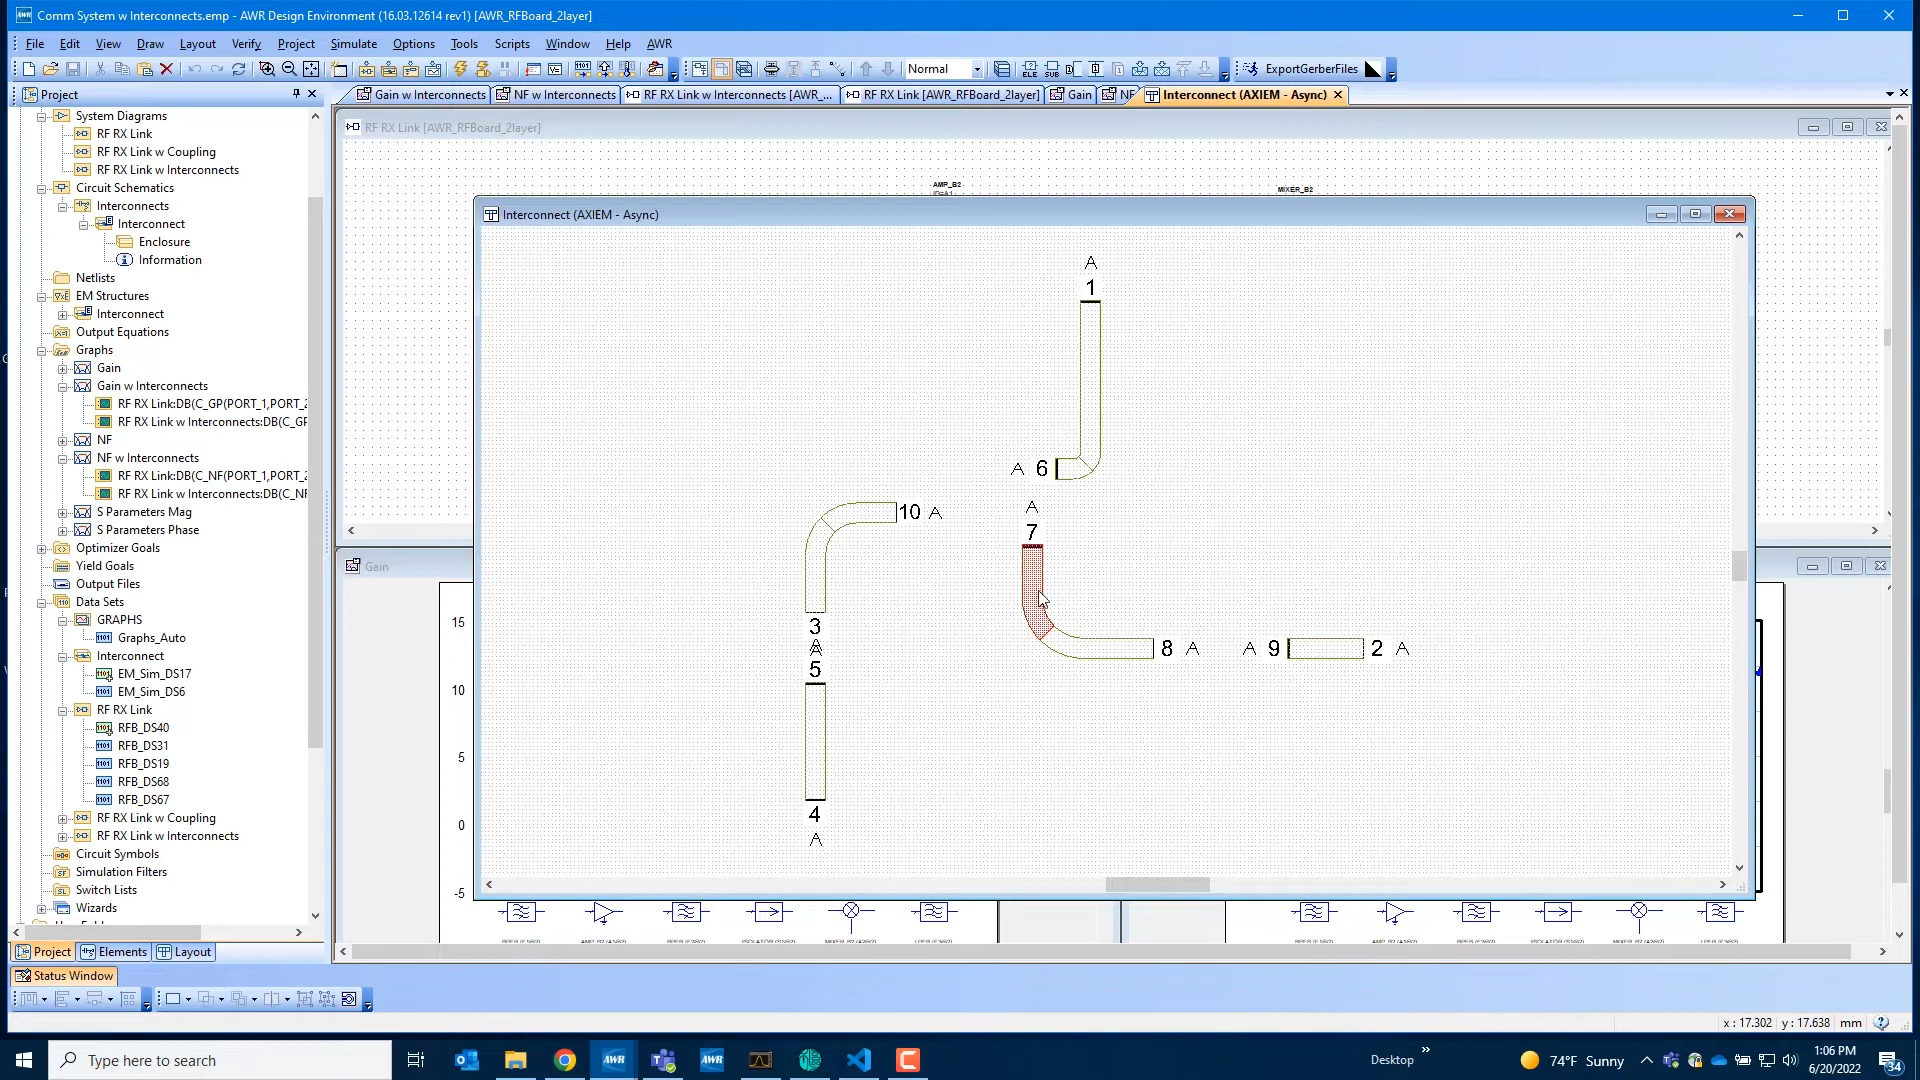 Comm System w Interconnects.emp - AWR Design Environment (16.03.12614 rev1) [AWR_RFBoard_2layer]
File Edit View Draw Layout Verify Project Simulate Options Tools Scripts Window Help AWR
Normal
ExportGerberFiles
Project
Gain w Interconnects
NF w Interconnects
RF RX Link w Interconnects [AWR_...
RF RX Link [AWR_RFBoard_2layer]
Gain
NF
Interconnect (AXIEM - Async)
System Diagrams
RF RX Link
RF RX Link w Coupling
RF RX Link w Interconnects
Circuit Schematics
Interconnects
Interconnect
Enclosure
Information
Netlists
EM Structures
Interconnect
Output Equations
Graphs
Gain
Gain w Interconnects
RF RX Link:DB(C_GP(PORT_1,PORT_2
RF RX Link w Interconnects:DB(C_GP
NF
NF w Interconnects
RF RX Link:DB(C_NF(PORT_1,PORT_2
RF RX Link w Interconnects:DB(C_NF
S Parameters Mag
S Parameters Phase
Optimizer Goals
Yield Goals
Output Files
Data Sets
GRAPHS
Graphs_Auto
Interconnect
EM_Sim_DS17
EM_Sim_DS6
RF RX Link
RFB_DS40
RFB_DS31
RFB_DS19
RFB_DS68
RFB_DS67
RF RX Link w Coupling
RF RX Link w Interconnects
Circuit Symbols
Simulation Filters
Switch Lists
Wizards
Project
Elements
Layout
Status Window
RF RX Link [AWR_RFBoard_2layer]
AMP_B2
MIXER_B2
Interconnect (AXIEM - Async)
A
1
A 6
A
7
10 A
3
A
5
4
A
8 A
A 9
2 A
Gain
15
10
5
0
-5
x : 17.302 y : 17.638 mm
Type here to search
AWR
AWR
Desktop
74°F Sunny
1:06 PM
6/20/2022
34